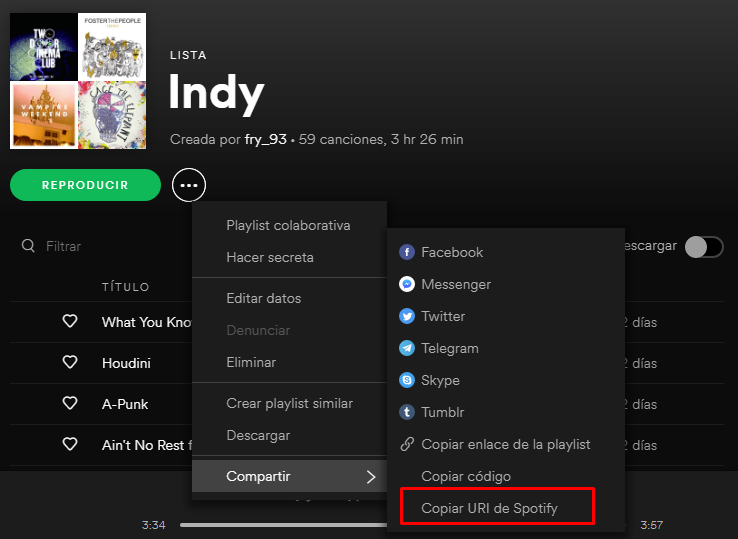 TWO DOOR
CINEMA
CLUB
FOSTER THE PEOPLE
VAMPIRE
WEEKEND
CAGE THE ELEPHANT
LISTA
Indy
Creada por fry_93 • 59 canciones, 3 hr 26 min
REPRODUCIR
Filtrar
escargar
TÍTULO
What You Kno
2 días
Houdini
2 días
A-Punk
2 días
Ain't No Rest f
2 días
Playlist colaborativa
Hacer secreta
Editar datos
Denunciar
Eliminar
Crear playlist similar
Descargar
Compartir
Facebook
Messenger
Twitter
Telegram
Skype
Tumblr
Copiar enlace de la playlist
Copiar código
Copiar URI de Spotify
3:34
3:57